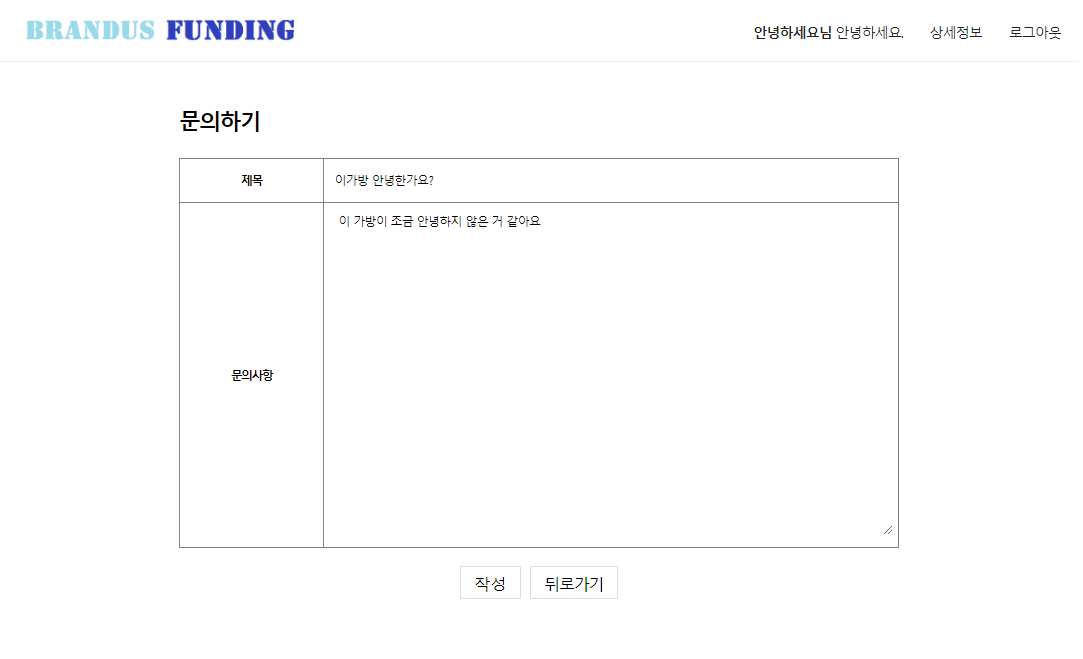 BRANDUS FUNDING
안녕하세요님 안녕하세요. 상세정보 로그아웃
문의하기
제목 이가방 안녕한가요?
이 가방이 조금 안녕하지 않은 거 같아요
문의사항
작성 뒤로가기